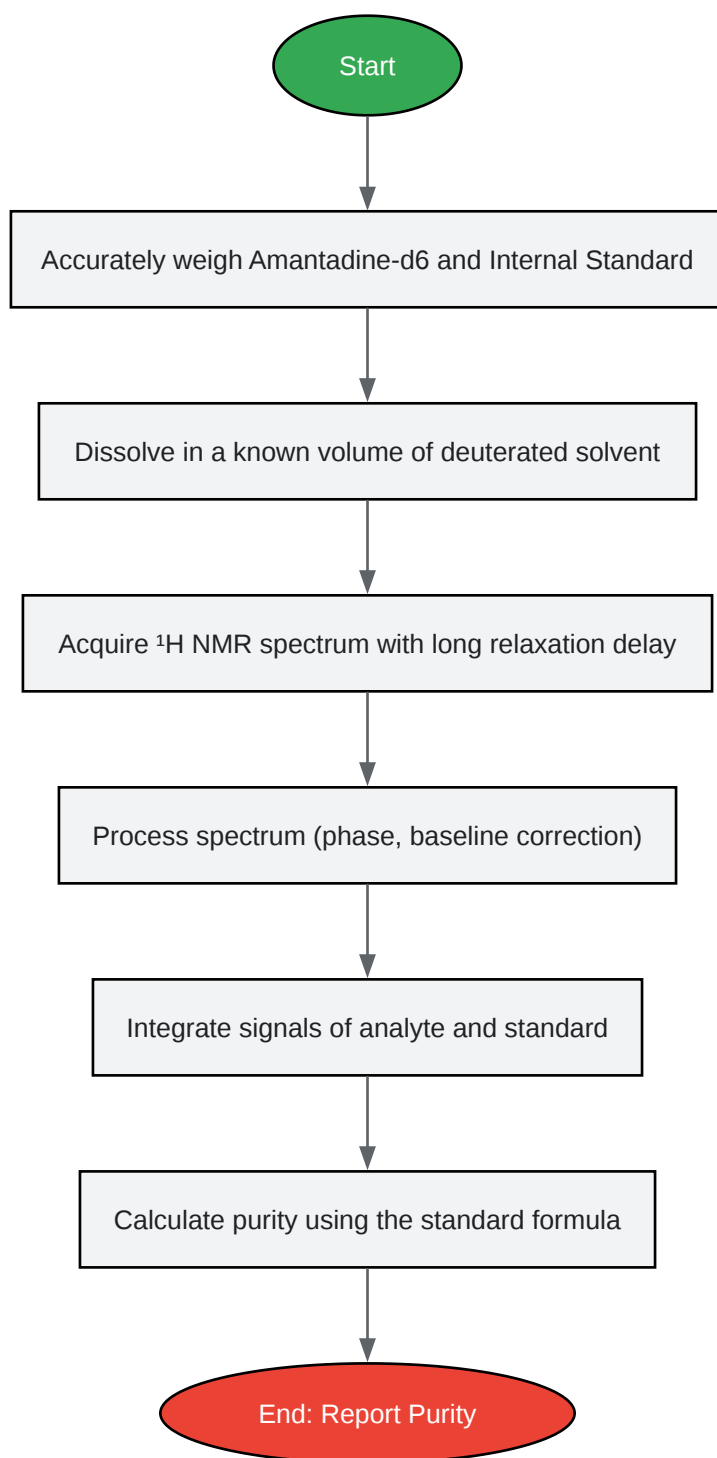 Start
Accurately weigh Amantadine-d6 and Internal Standard
Dissolve in a known volume of deuterated solvent
Acquire ¹H NMR spectrum with long relaxation delay
Process spectrum (phase, baseline correction)
Integrate signals of analyte and standard
Calculate purity using the standard formula
End: Report Purity